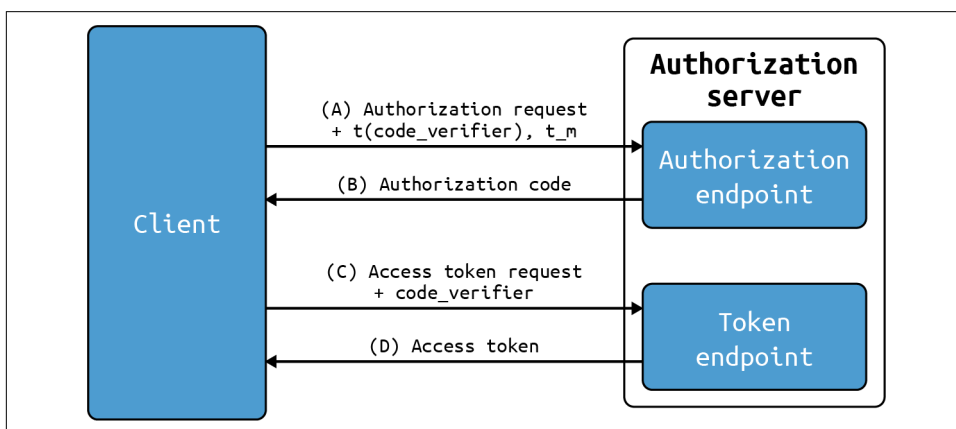 Authorization
server
(A) Authorization request
+ t(code_verifier), t_m
Authorization
endpoint
(B) Authorization code
Client
(C) Access token request
+ code_verifier
Token
endpoint
(D) Access token